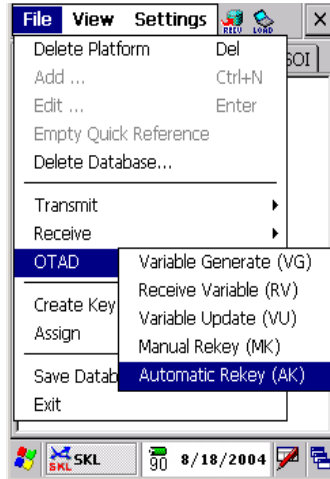 File View Settings RECV LOAD ×
Delete Platform Del
SOI
Add ... Ctrl+N
Edit ... Enter
Empty Quick Reference
Delete Database...
Transmit
Receive
OTAD
Variable Generate (VG)
Receive Variable (RV)
Variable Update (VU)
Manual Rekey (MK)
Automatic Rekey (AK)
Create Key
Assign
Save Datab
Exit
SKL SKL 90 8/18/2004